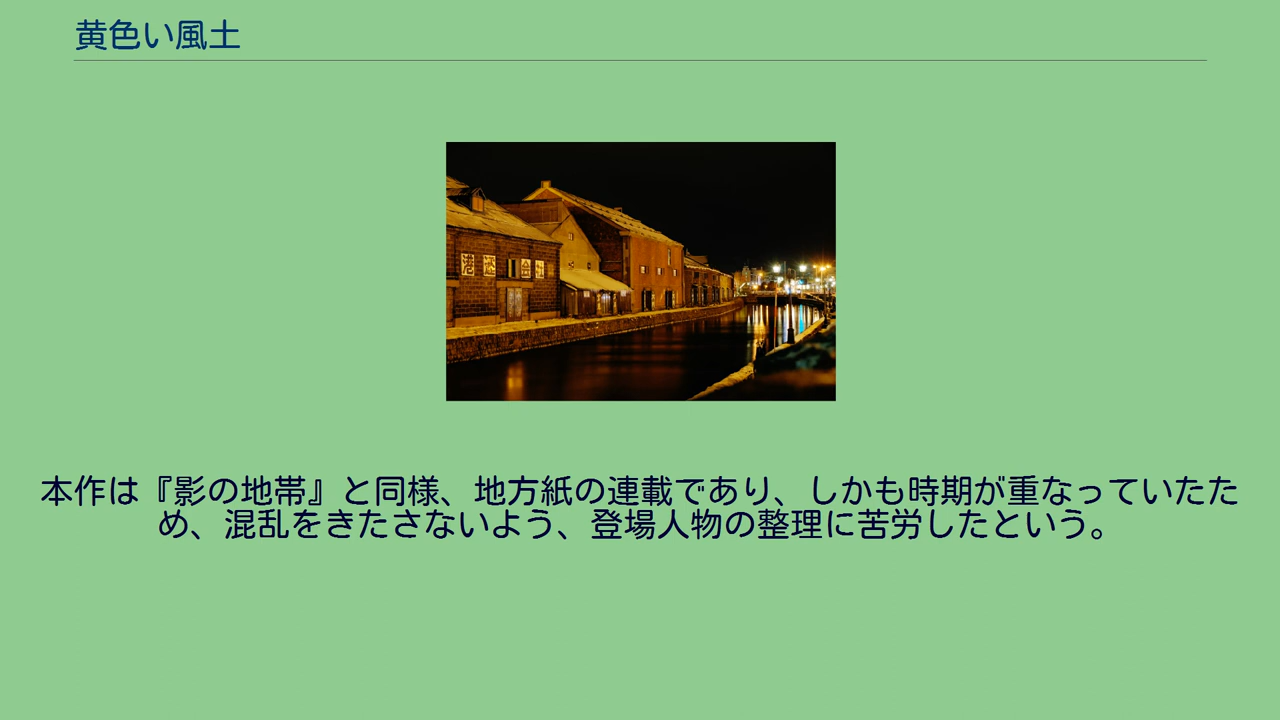 黄色い風土
本作は『影の地帯』と同様、地方紙の連載であり、しかも時期が重なっていたた
め、混乱をきたさないよう、登場人物の整理に苦労したという。